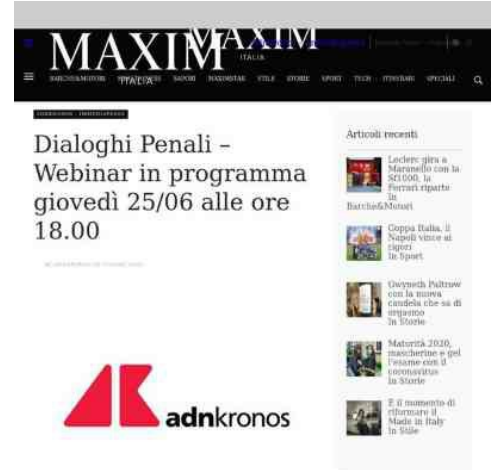 MAXIM
MAXIM
ITALIA
ITALIA
BARCHE&MOTORI
SAPORI MAXIMSTAR STILE STORIE SPORT TECH ITINERARI SPECIALI
Dialoghi Penali –
Webinar in programma
giovedì 25/06 alle ore
18.00
adnkronos
Articoli recenti
Leclerc gira a
Maranello con la
Sf1000, la
Ferrari riparte
In
Barche&Motori
Coppa Italia, il
Napoli vince ai
rigori
In Sport
Gwyneth Paltrow
con la nuova
candela che sa di
orgasmo
In Storie
Maturità 2020,
mascherine e gel
l'esame con il
coronavirus
In Storie
È il momento di
riformare il
Made in Italy
In Stile